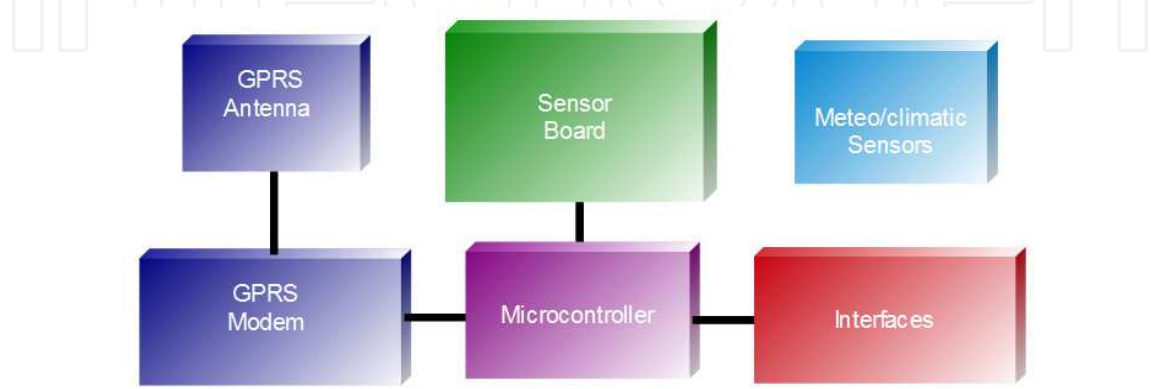 GPRS
Antenna
Sensor
Board
Meteo/climatic
Sensors
GPRS
Modem
Microcontroller
Interfaces